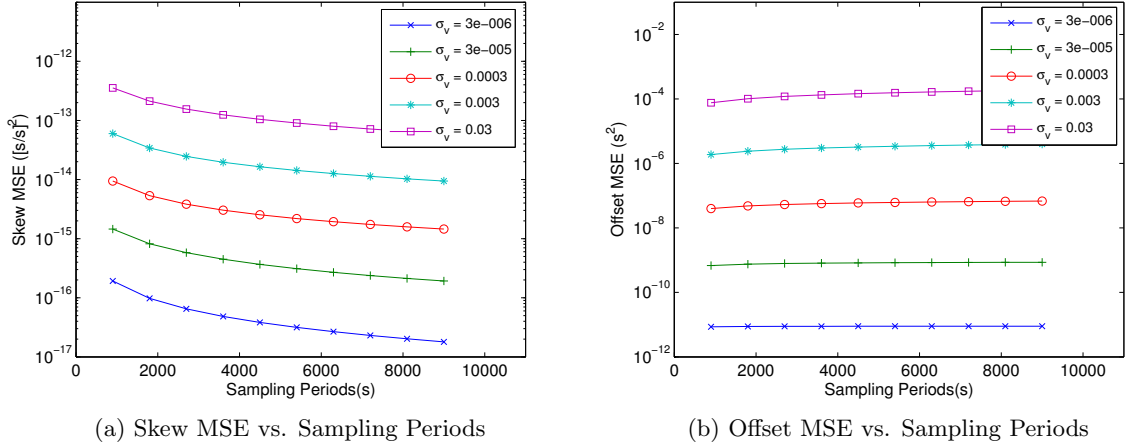 σv = 3e−006
σv = 3e−005
σv = 0.0003
σv = 0.003
σv = 0.03
10^−12
10^−13
10^−14
10^−15
10^−16
10^−17
Skew MSE ([s/s]^2)
0 2000 4000 6000 8000 10000
Sampling Periods(s)
(a) Skew MSE vs. Sampling Periods
σv = 3e−006
σv = 3e−005
σv = 0.0003
σv = 0.003
σv = 0.03
10^−2
10^−4
10^−6
10^−8
10^−10
10^−12
Offset MSE (s^2)
0 2000 4000 6000 8000 10000
Sampling Periods(s)
(b) Offset MSE vs. Sampling Periods